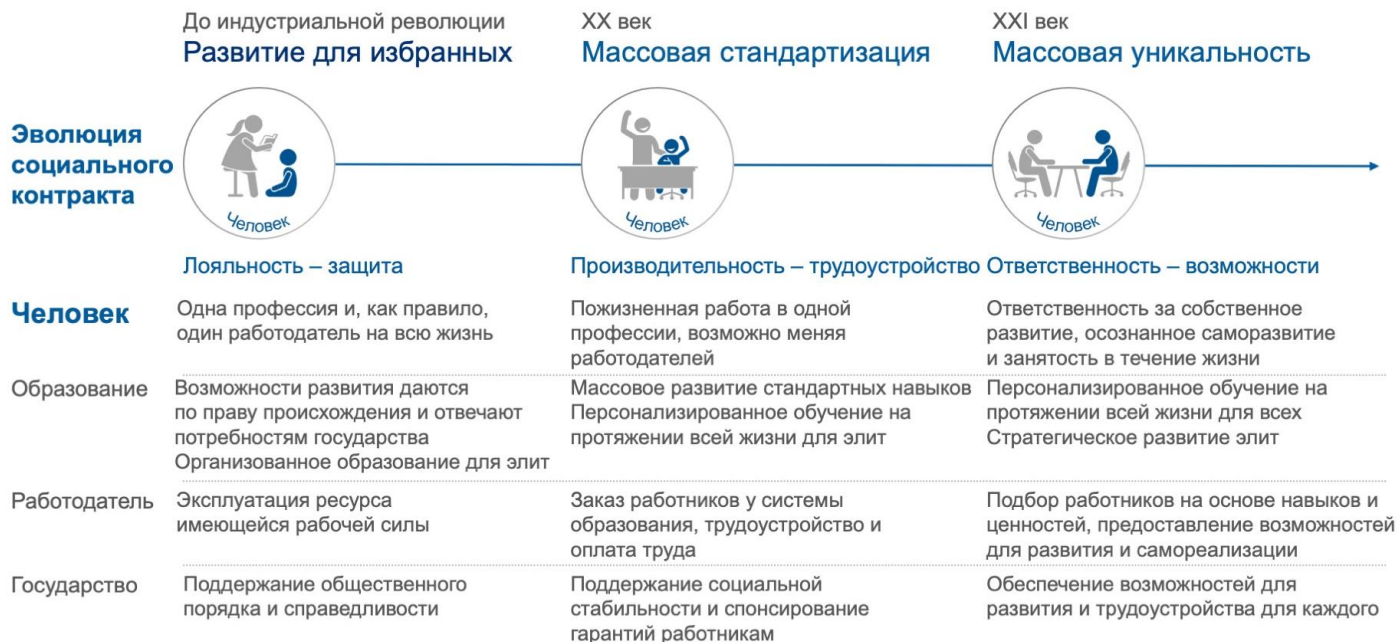 До индустриальной революции
Развитие для избранных
XX век
Массовая стандартизация
XXI век
Массовая уникальность
Эволюция
социального
контракта
Человек
Человек
Человек
Лояльность – защита
Производительность – трудоустройство
Ответственность – возможности
Человек
Одна профессия и, как правило,
один работодатель на всю жизнь
Пожизненная работа в одной
профессии, возможно меняя
работодателей
Ответственность за собственное
развитие, осознанное саморазвитие
и занятость в течение жизни
Образование
Возможности развития даются
по праву происхождения и отвечают
потребностям государства
Организованное образование для элит
Массовое развитие стандартных навыков
Персонализированное обучение на
протяжении всей жизни для элит
Персонализированное обучение на
протяжении всей жизни для всех
Стратегическое развитие элит
Работодатель
Эксплуатация ресурса
имеющейся рабочей силы
Заказ работников у системы
образования, трудоустройство и
оплата труда
Подбор работников на основе навыков и
ценностей, предоставление возможностей
для развития и самореализации
Государство
Поддержание общественного
порядка и справедливости
Поддержание социальной
стабильности и спонсирование
гарантий работникам
Обеспечение возможностей для
развития и трудоустройства для каждого